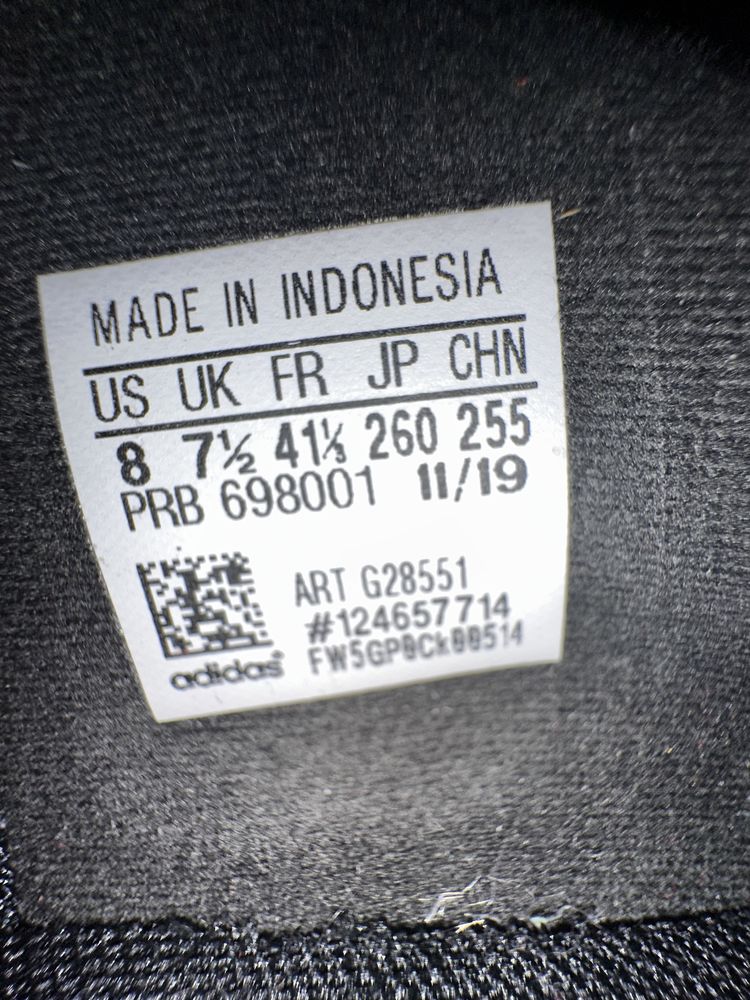 MADE IN INDONESIA
US UK FR JP CHN
8 7½ 41⅓ 260 255
PRB 698001 11/19
ART G28551
#124657714
FW5GP0Ck00514
adidas